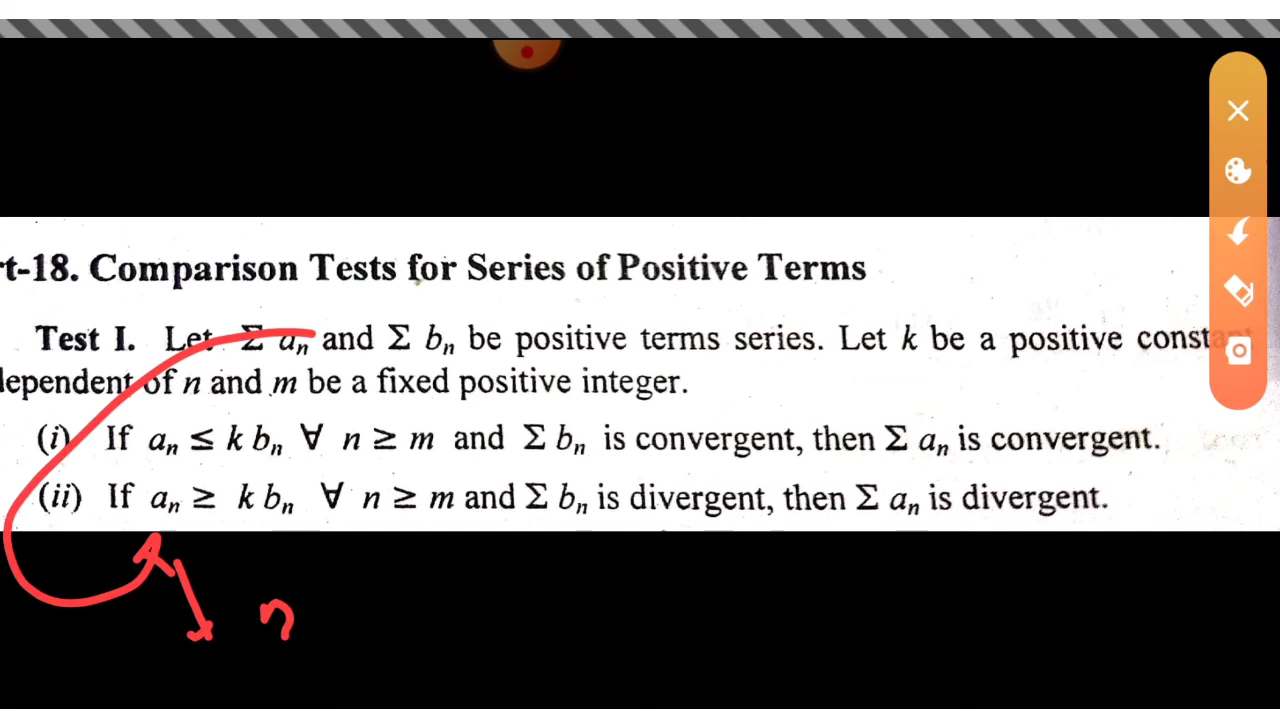 t-18. Comparison Tests for Series of Positive Terms
Test I. Let Σ aₙ and Σ bₙ be positive terms series. Let k be a positive
of n and m be a fixed positive integer.
(i) If aₙ ≤ k bₙ ∀ n ≥ m and Σ bₙ is convergent, then Σ aₙ is convergent.
(ii) If aₙ ≥ k bₙ ∀ n ≥ m and Σ bₙ is divergent, then Σ aₙ is divergent.
n